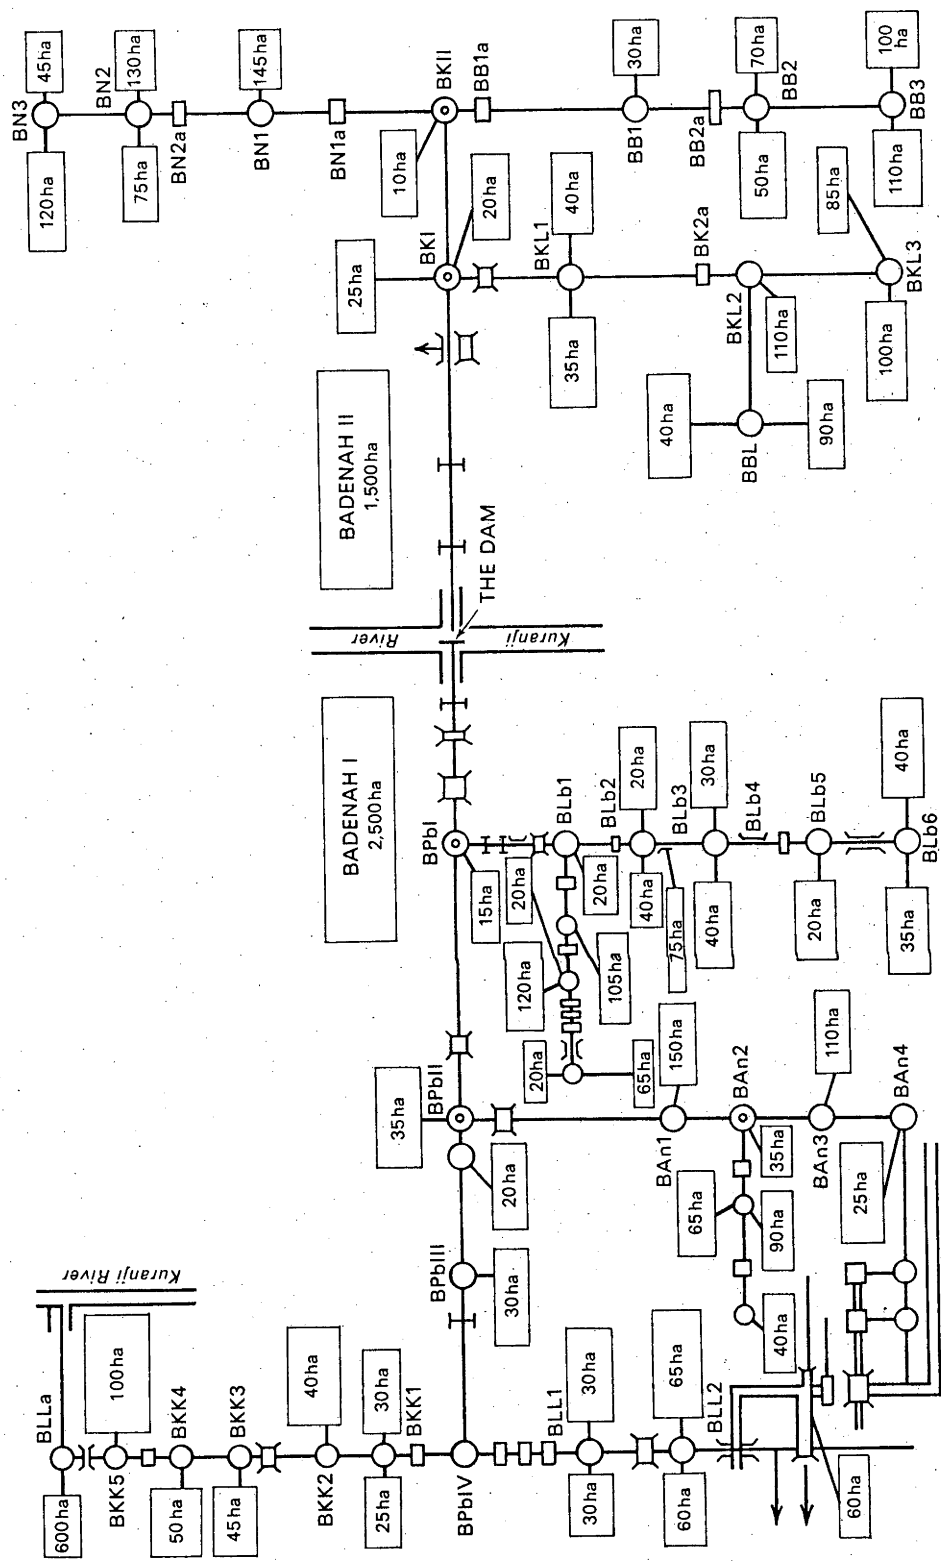 600ha
BLLa
Kuranji River
100ha
BKK5
50ha
BKK4
45ha
BKK3
40ha
BKK2
30ha
25ha
BKK1
BPbIV
BLL1
30ha
30ha
65ha
60ha
BLL2
60ha
BPbIII
30ha
35ha
BPbII
20ha
BAn1
150ha
BAn2
35ha
65ha
90ha
40ha
BAn3
110ha
BAn4
25ha
BADENAH I
2,500ha
BPbI
15ha
20ha
120ha
20ha
65ha
105ha
BLb1
20ha
BLb2
20ha
40ha
75ha
BLb3
30ha
40ha
BLb4
BLb5
20ha
40ha
35ha
BLb6
River
Kuranji
THE DAM
BADENAH II
1,500ha
25ha
BKI
20ha
BKL1
40ha
35ha
BK2a
BKL2
110ha
40ha
BBL
90ha
85ha
100ha
BKL3
10ha
BKII
BN1a
145ha
BN1
BN2a
130ha
BN2
75ha
45ha
BN3
120ha
BB1a
30ha
BB1
BB2a
70ha
BB2
50ha
100
ha
BB3
110ha